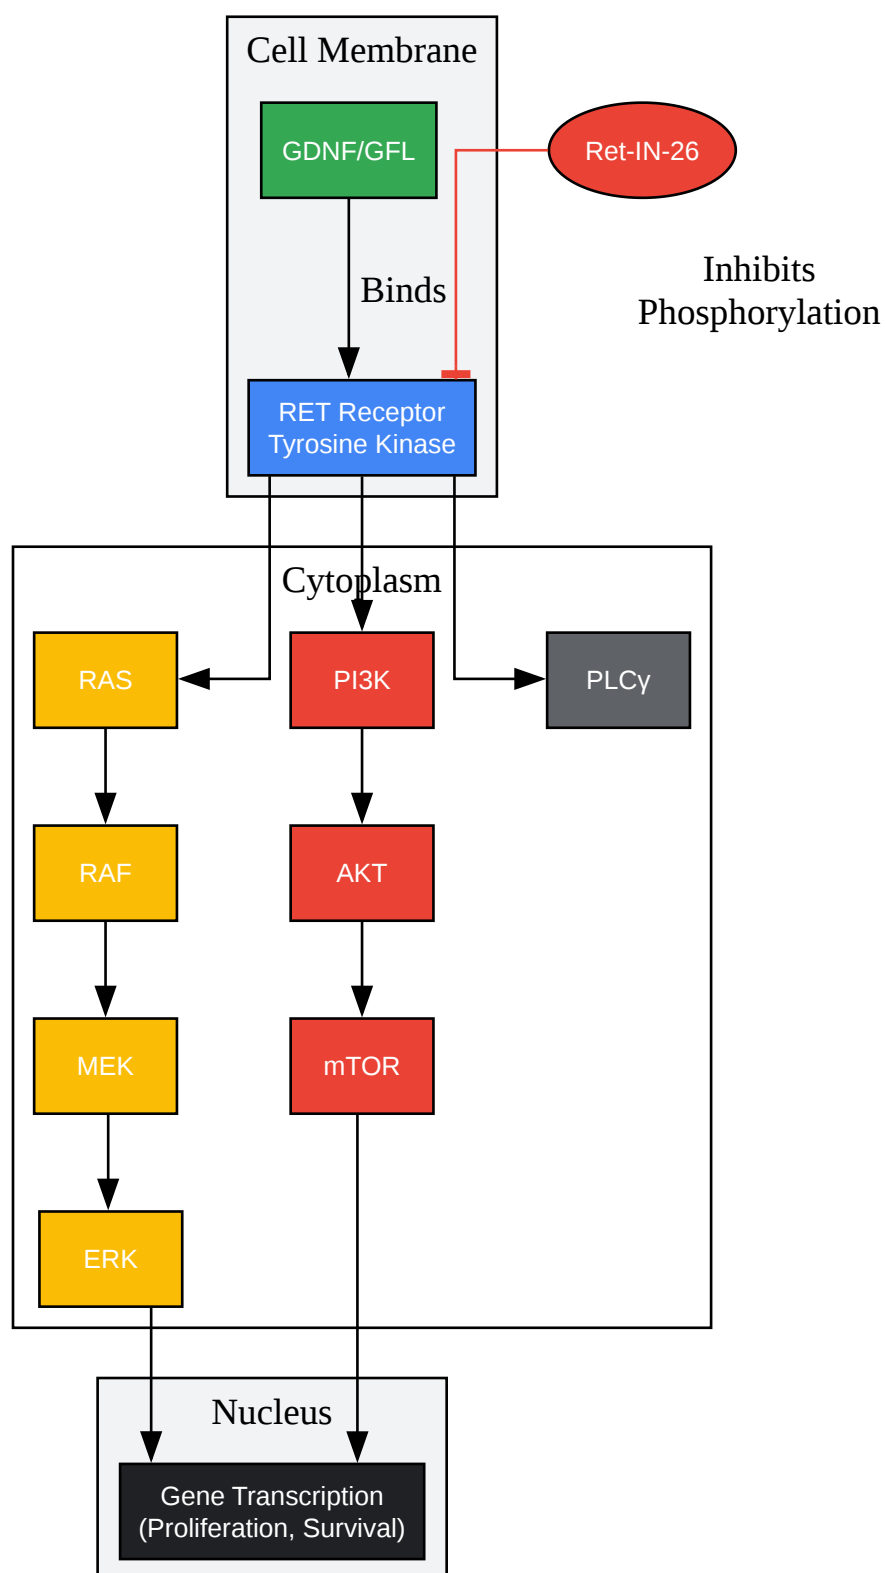 Cell Membrane
GDNF/GFL
Ret-IN-26
Binds
Inhibits
Phosphorylation
RET Receptor
Tyrosine Kinase
Cytoplasm
RAS
PI3K
PLCγ
RAF
AKT
MEK
mTOR
ERK
Nucleus
Gene Transcription
(Proliferation, Survival)